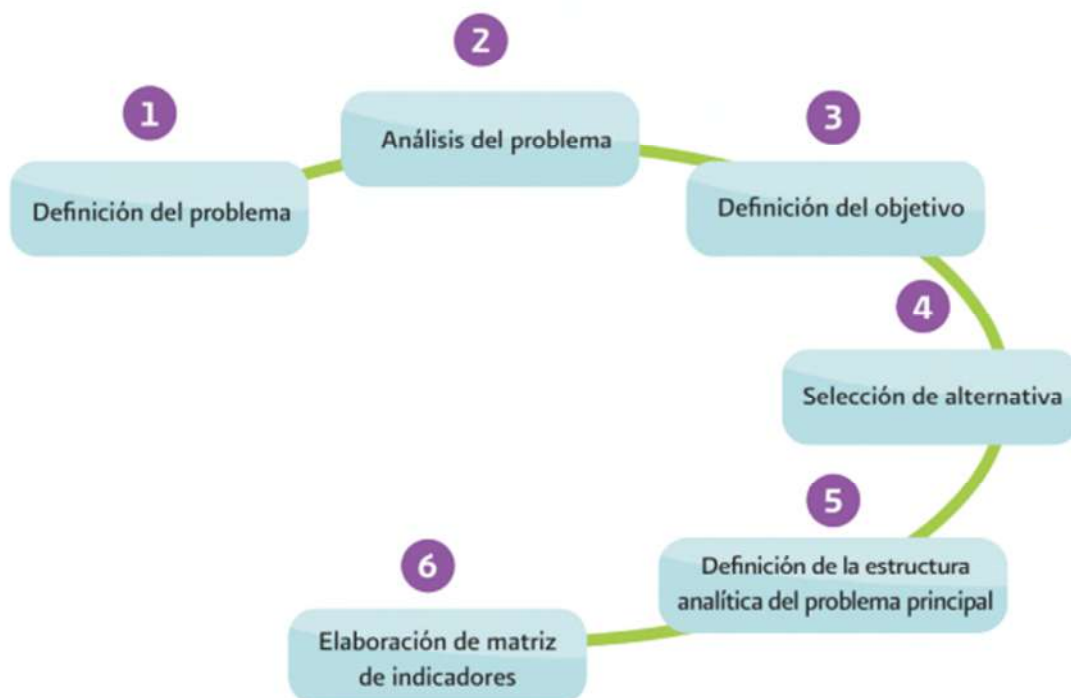 1
Definición del problema
2
Análisis del problema
3
Definición del objetivo
4
Selección de alternativa
5
Definición de la estructura
analítica del problema principal
6
Elaboración de matriz
de indicadores